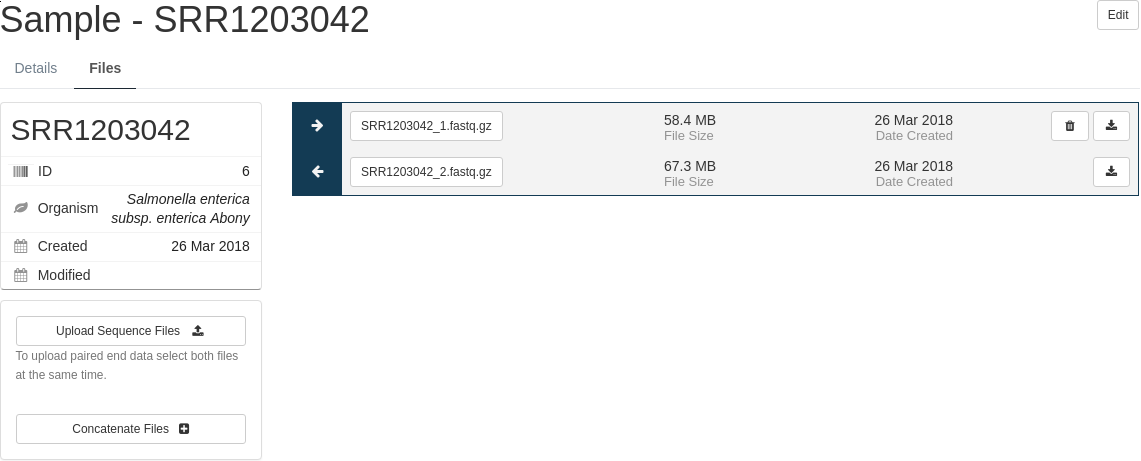 Sample - SRR1203042
Edit
Details
Files
SRR1203042
ID
6
Organism
Salmonella enterica
subsp. enterica Abony
Created
26 Mar 2018
Modified
Upload Sequence Files
To upload paired end data select both files
at the same time.
Concatenate Files
SRR1203042_1.fastq.gz
58.4 MB
File Size
26 Mar 2018
Date Created
SRR1203042_2.fastq.gz
67.3 MB
File Size
26 Mar 2018
Date Created